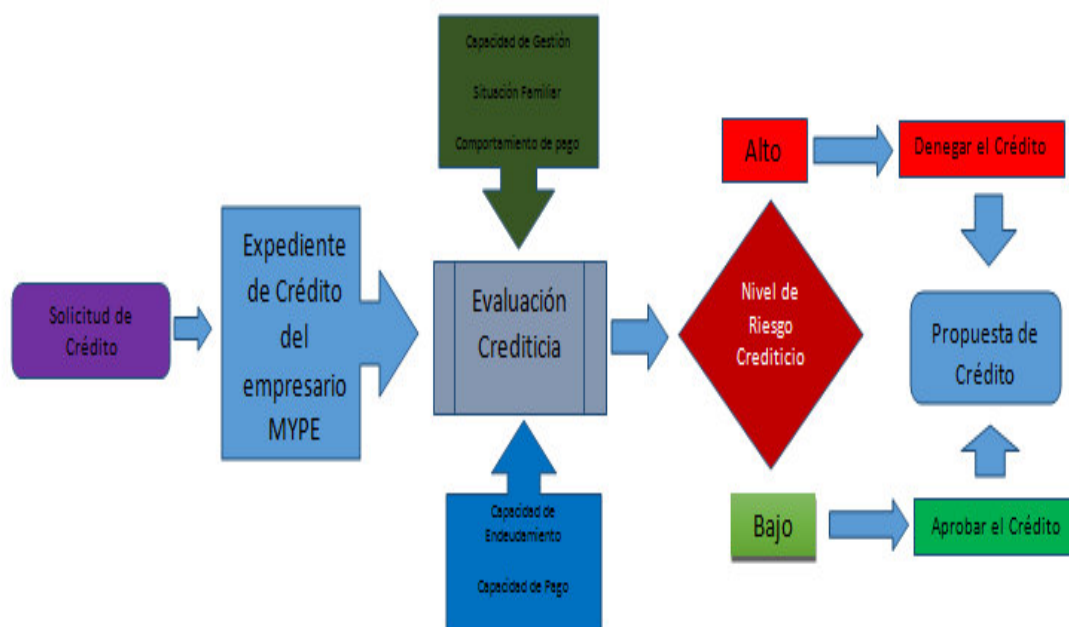 Solicitud de
Crédito
Expediente
de Crédito
del
empresario
MYPE
Capacidad de Gestión
Situación Familiar
Comportamiento de pago
Evaluación
Crediticia
Capacidad de
Endeudamiento
Capacidad de Pago
Nivel de
Riesgo
Crediticio
Alto
Denegar el Crédito
Propuesta de
Crédito
Bajo
Aprobar el Crédito